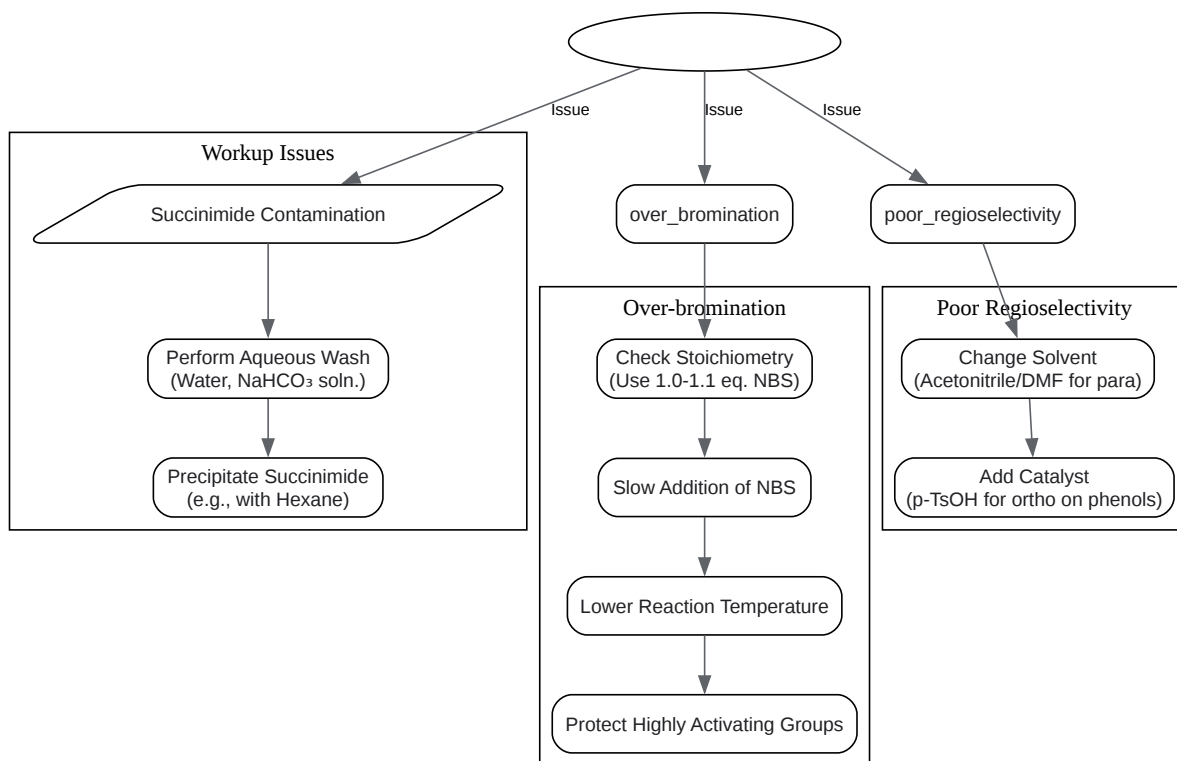 Issue
Issue
Issue
Workup Issues
Succinimide Contamination
over_bromination
poor_regioselectivity
Over-bromination
Poor Regioselectivity
Perform Aqueous Wash
(Water, NaHCO₃ soln.)
Check Stoichiometry
(Use 1.0-1.1 eq. NBS)
Change Solvent
(Acetonitrile/DMF for para)
Precipitate Succinimide
(e.g., with Hexane)
Slow Addition of NBS
Add Catalyst
(p-TsOH for ortho on phenols)
Lower Reaction Temperature
Protect Highly Activating Groups